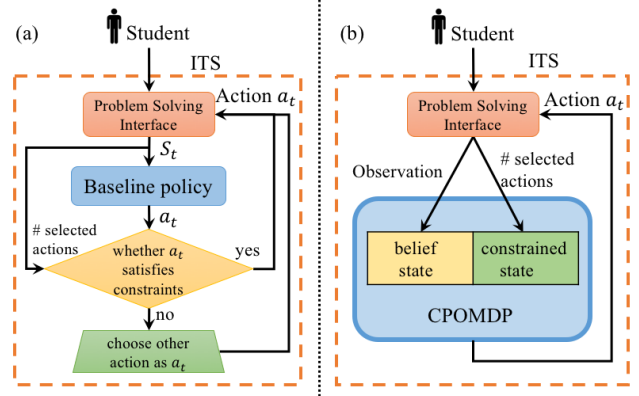 (a)
Student
ITS
Problem Solving
Interface
Action a_t
S_t
Baseline policy
a_t
# selected
actions
whether a_t
satisfies
constraints
yes
no
choose other
action as a_t
(b)
Student
ITS
Problem Solving
Interface
Action a_t
Observation
# selected
actions
belief
state
constrained
state
CPOMDP